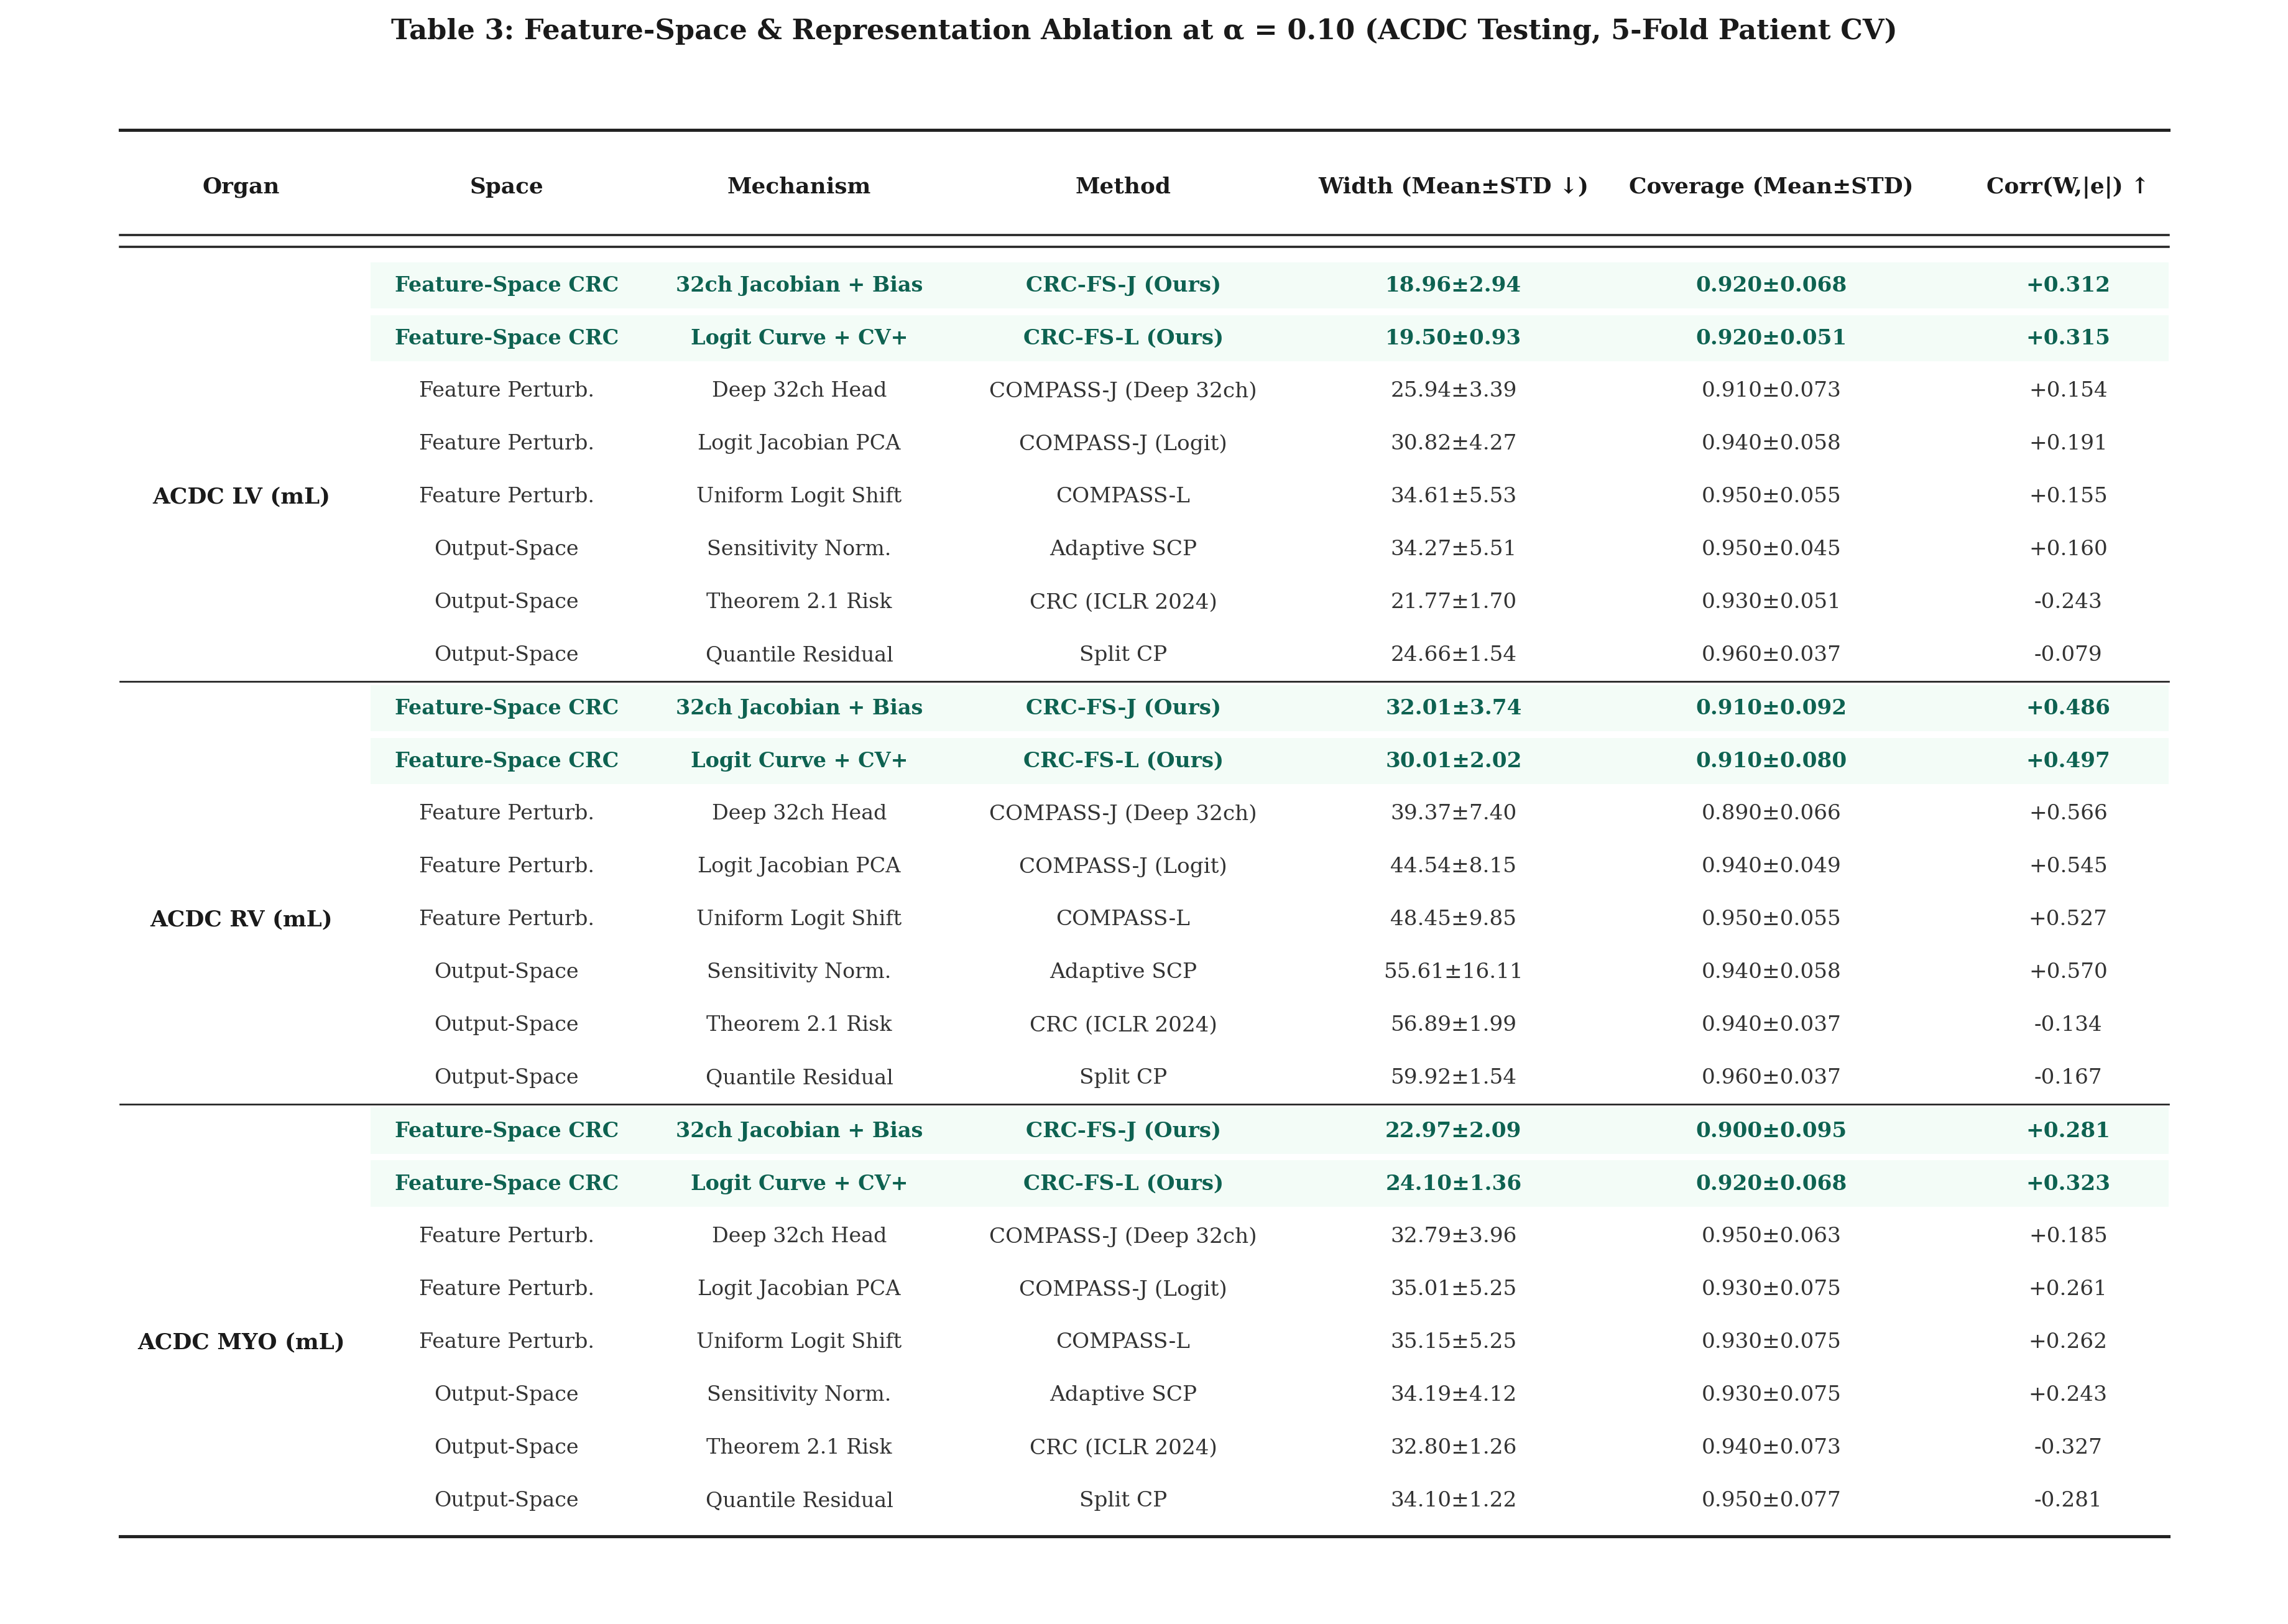 Table 3: Feature-Space & Representation Ablation at α = 0.10 (ACDC Testing, 5-Fold Patient CV)
Organ Space Mechanism Method Width (Mean±STD ↓) Coverage (Mean±STD) Corr(W,|e|) ↑
Feature-Space CRC 32ch Jacobian + Bias CRC-FS-J (Ours) 18.96±2.94 0.920±0.068 +0.312
Feature-Space CRC Logit Curve + CV+ CRC-FS-L (Ours) 19.50±0.93 0.920±0.051 +0.315
Feature Perturb. Deep 32ch Head COMPASS-J (Deep 32ch) 25.94±3.39 0.910±0.073 +0.154
Feature Perturb. Logit Jacobian PCA COMPASS-J (Logit) 30.82±4.27 0.940±0.058 +0.191
ACDC LV (mL) Feature Perturb. Uniform Logit Shift COMPASS-L 34.61±5.53 0.950±0.055 +0.155
Output-Space Sensitivity Norm. Adaptive SCP 34.27±5.51 0.950±0.045 +0.160
Output-Space Theorem 2.1 Risk CRC (ICLR 2024) 21.77±1.70 0.930±0.051 -0.243
Output-Space Quantile Residual Split CP 24.66±1.54 0.960±0.037 -0.079
Feature-Space CRC 32ch Jacobian + Bias CRC-FS-J (Ours) 32.01±3.74 0.910±0.092 +0.486
Feature-Space CRC Logit Curve + CV+ CRC-FS-L (Ours) 30.01±2.02 0.910±0.080 +0.497
Feature Perturb. Deep 32ch Head COMPASS-J (Deep 32ch) 39.37±7.40 0.890±0.066 +0.566
Feature Perturb. Logit Jacobian PCA COMPASS-J (Logit) 44.54±8.15 0.940±0.049 +0.545
ACDC RV (mL) Feature Perturb. Uniform Logit Shift COMPASS-L 48.45±9.85 0.950±0.055 +0.527
Output-Space Sensitivity Norm. Adaptive SCP 55.61±16.11 0.940±0.058 +0.570
Output-Space Theorem 2.1 Risk CRC (ICLR 2024) 56.89±1.99 0.940±0.037 -0.134
Output-Space Quantile Residual Split CP 59.92±1.54 0.960±0.037 -0.167
Feature-Space CRC 32ch Jacobian + Bias CRC-FS-J (Ours) 22.97±2.09 0.900±0.095 +0.281
Feature-Space CRC Logit Curve + CV+ CRC-FS-L (Ours) 24.10±1.36 0.920±0.068 +0.323
Feature Perturb. Deep 32ch Head COMPASS-J (Deep 32ch) 32.79±3.96 0.950±0.063 +0.185
Feature Perturb. Logit Jacobian PCA COMPASS-J (Logit) 35.01±5.25 0.930±0.075 +0.261
ACDC MYO (mL) Feature Perturb. Uniform Logit Shift COMPASS-L 35.15±5.25 0.930±0.075 +0.262
Output-Space Sensitivity Norm. Adaptive SCP 34.19±4.12 0.930±0.075 +0.243
Output-Space Theorem 2.1 Risk CRC (ICLR 2024) 32.80±1.26 0.940±0.073 -0.327
Output-Space Quantile Residual Split CP 34.10±1.22 0.950±0.077 -0.281